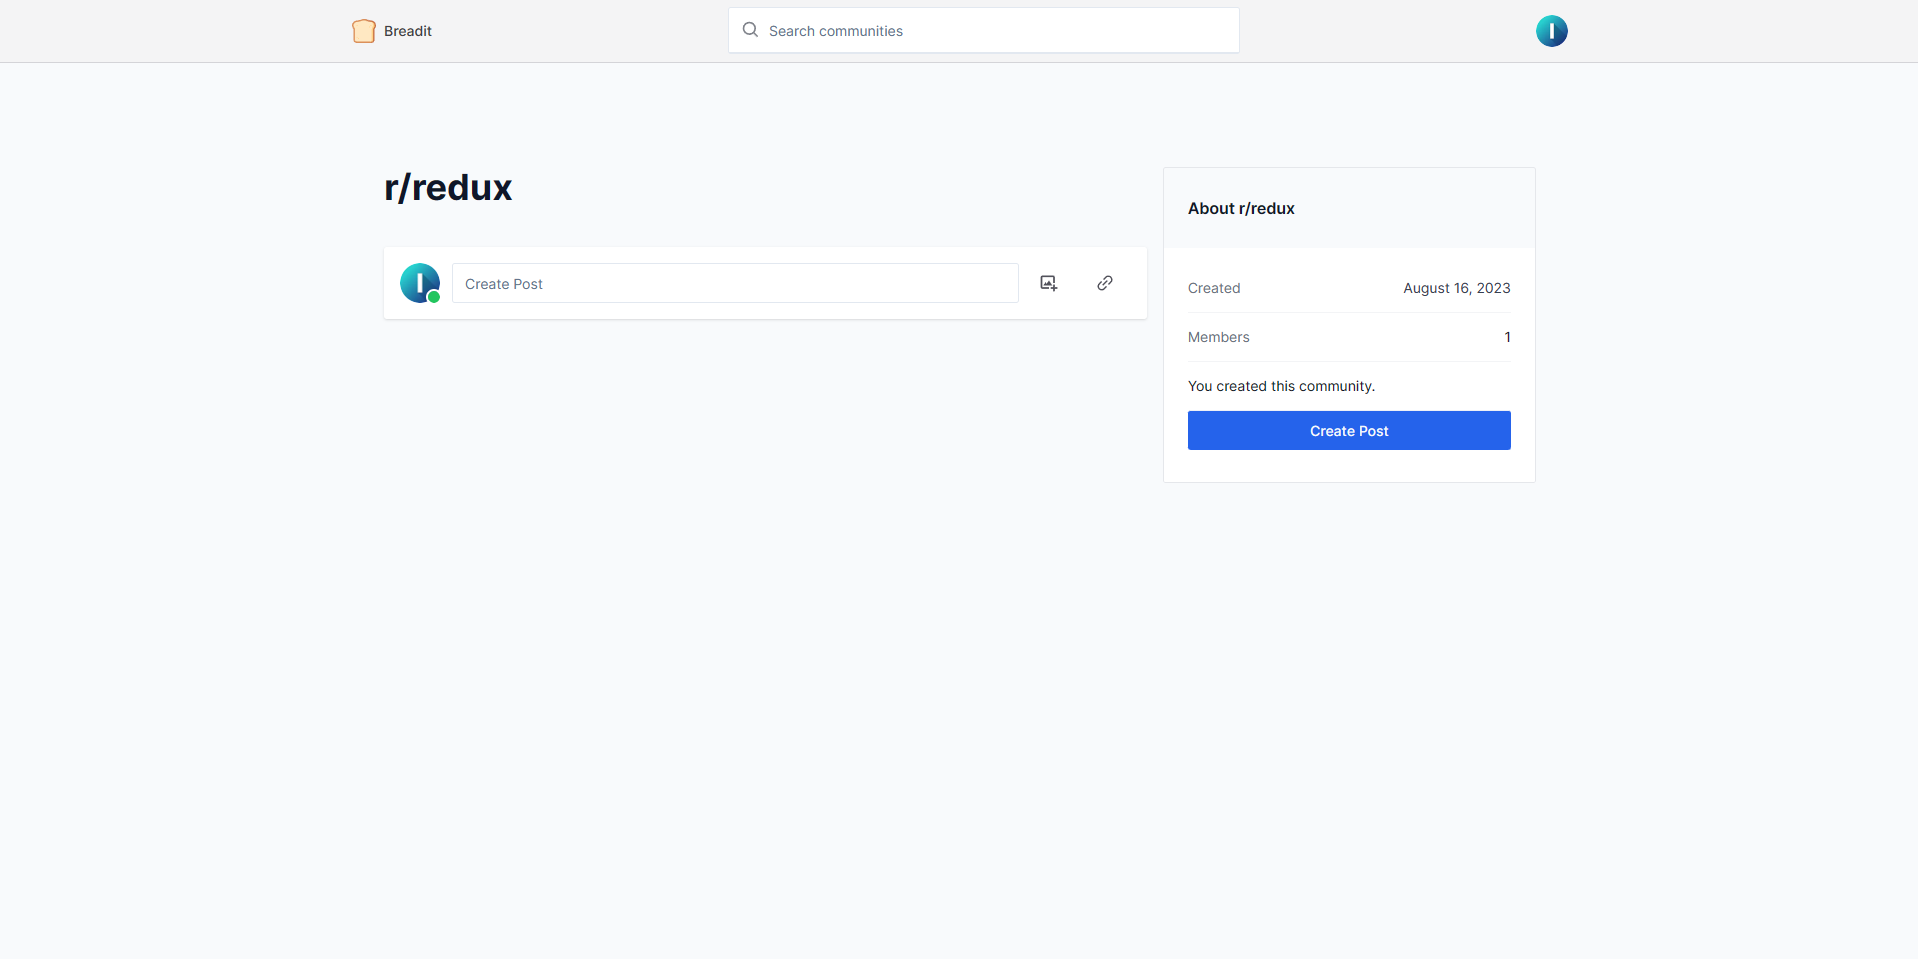 Breadit
Search communities
r/redux
Create Post
About r/redux
Created August 16, 2023
Members 1
You created this community.
Create Post